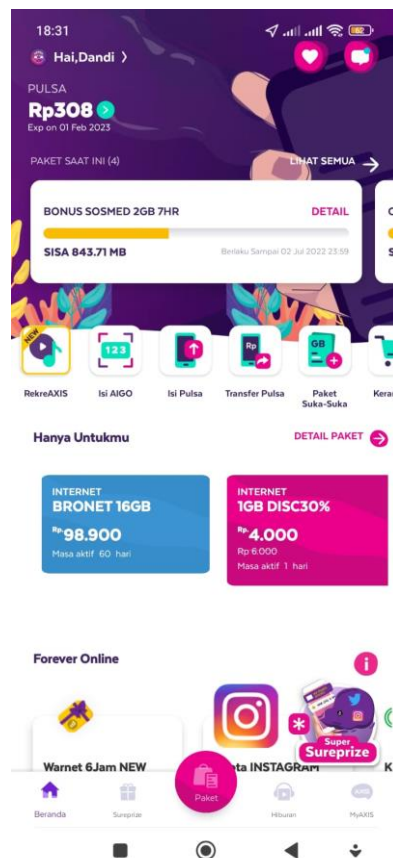 18:31
Hai,Dandi
PULSA
Rp308
Exp on 01 Feb 2023
PAKET SAAT INI (4)
LIHAT SEMUA
BONUS SOSMED 2GB 7HR
DETAIL
SISA 843.71 MB
Berlaku Sampai 02 Jul 2022 23:59
NEW
123
Rp
GB
RekreAXIS
Isi AIGO
Isi Pulsa
Transfer Pulsa
Paket
Suka-Suka
Keran
Hanya Untukmu
DETAIL PAKET
INTERNET
BRONET 16GB
Rp.98.900
Masa aktif 60 hari
INTERNET
1GB DISC30%
Rp.4.000
Rp 6.000
Masa aktif 1 hari
Forever Online
i
Super
Sureprize
Warnet 6Jam NEW
ta INSTAGRAM
K
Beranda
Sureprize
Paket
Hiburan
MyAXIS